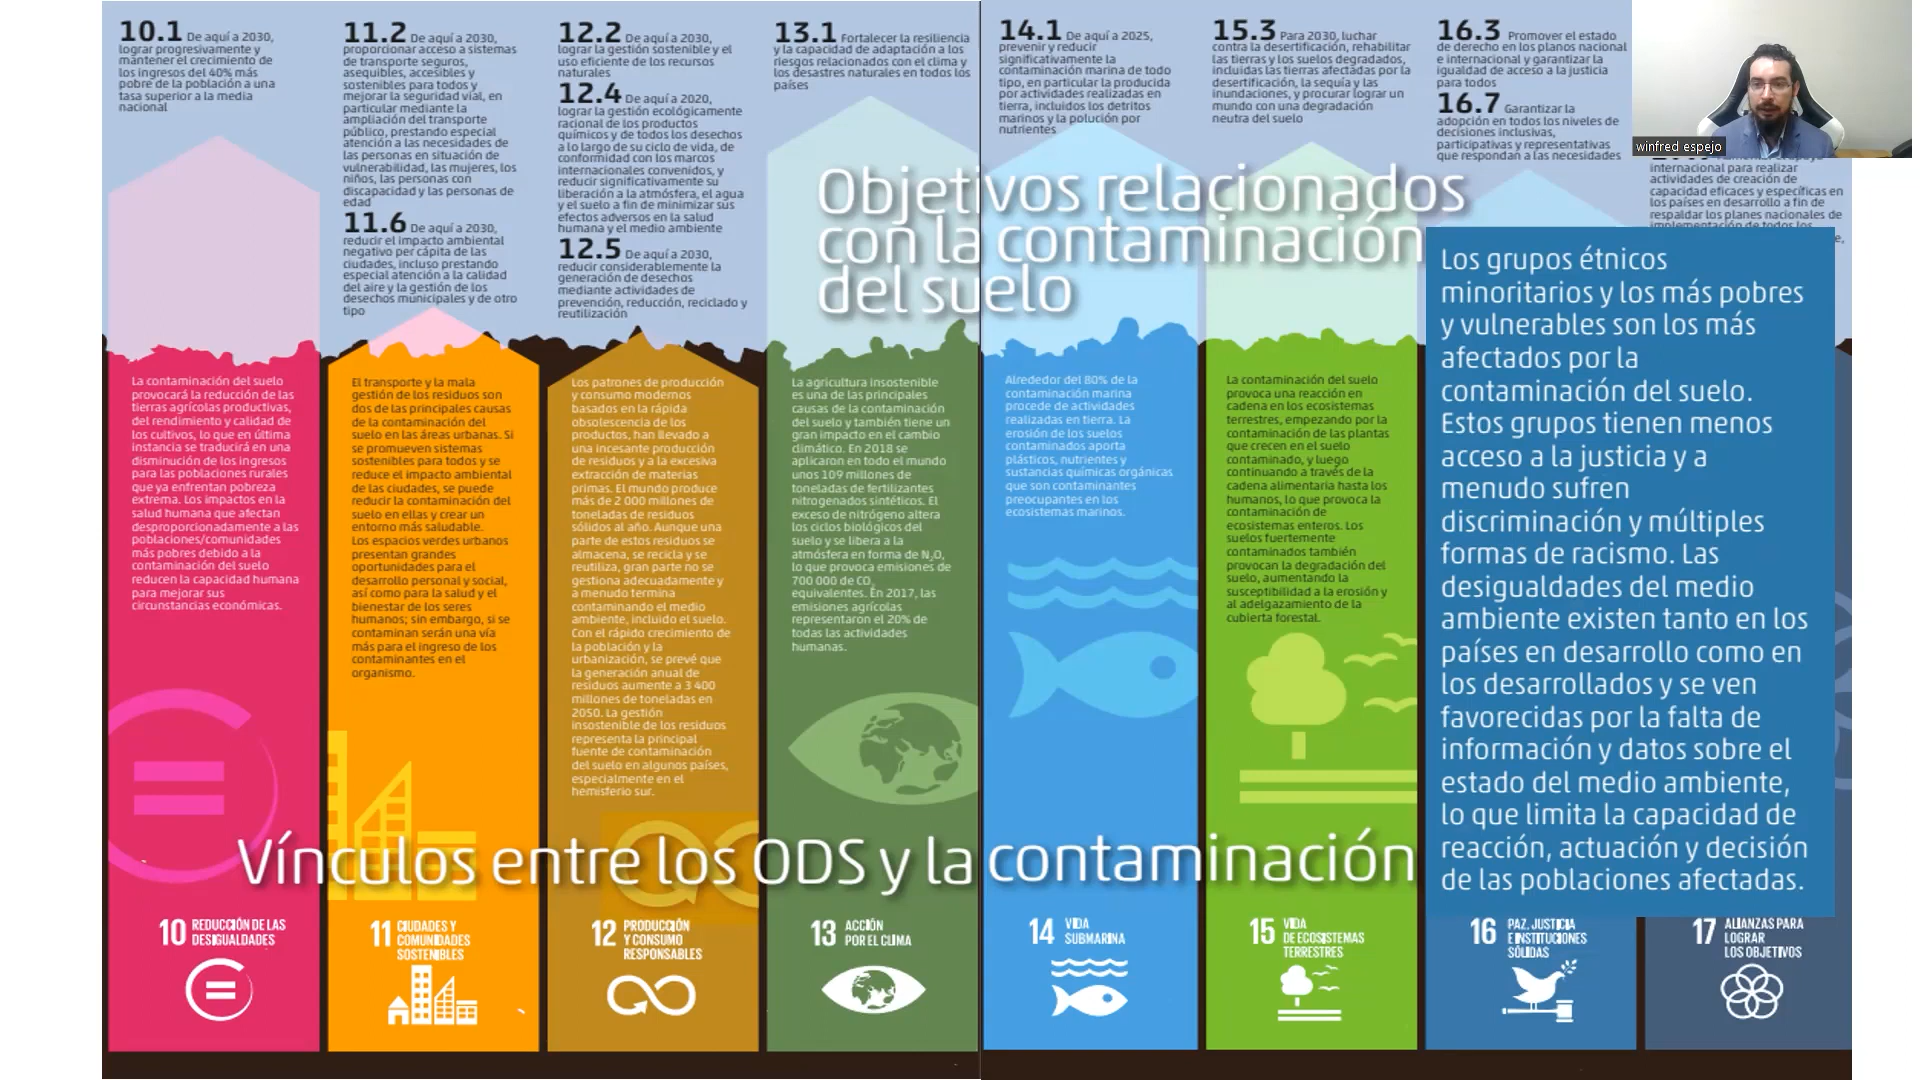 10.1 De aquí a 2030,
lograr progresivamente y
mantener el crecimiento de
los ingresos del 40% más
pobre de la población a una
tasa superior a la media
nacional
11.2 De aquí a 2030,
proporcionar acceso a sistemas
de transporte seguros,
asequibles, accesibles y
sostenibles para todos y
mejorar la seguridad vial, en
particular mediante la
ampliación del transporte
público, prestando especial
atención a las necesidades de
las personas en situación de
vulnerabilidad, las mujeres, los
niños, las personas con
discapacidad y las personas de
edad
11.6 De aquí a 2030,
reducir el impacto ambiental
negativo per cápita de las
ciudades, incluso prestando
especial atención a la calidad
del aire y la gestión de los
desechos municipales y de otro
tipo
12.2 De aquí a 2030,
lograr la gestión sostenible y el
uso eficiente de los recursos
naturales
12.4 De aquí a 2020,
lograr la gestión ecológicamente
racional de los productos
químicos y de todos los desechos
a lo largo de su ciclo de vida, de
conformidad con los marcos
internacionales convenidos, y
reducir significativamente su
liberación a la atmósfera, el agua
y el suelo a fin de minimizar sus
efectos adversos en la salud
humana y el medio ambiente
12.5 De aquí a 2030,
reducir considerablemente la
generación de desechos
mediante actividades de
prevención, reducción, reciclado y
reutilización
13.1 Fortalecer la resiliencia
y la capacidad de adaptación a los
riesgos relacionados con el clima y
los desastres naturales en todos los
países
14.1 De aquí a 2025,
prevenir y reducir
significativamente la
contaminación marina de todo
tipo, en particular la producida
por actividades realizadas en
tierra, incluidos los detritos
marinos y la polución por
nutrientes
15.3 Para 2030, luchar
contra la desertificación, rehabilitar
las tierras y los suelos degradados,
incluidas las tierras afectadas por la
desertificación, la sequía y las
inundaciones, y procurar lograr un
mundo con una degradación
neutra del suelo
16.3 Promover el estado
de derecho en los planos nacional
e internacional y garantizar la
igualdad de acceso a la justicia
para todos
16.7 Garantizar la
adopción en todos los niveles de
decisiones inclusivas,
participativas y representativas
que respondan a las necesidades
winfred espejo
internacional para realizar
actividades de creación de
capacidad eficaces y específicas en
los países en desarrollo a fin de
respaldar los planes nacionales de
implementación de todos los
Objetivos relacionados
con la contaminación
del suelo
La contaminación del suelo
provocará la reducción de las
tierras agrícolas productivas,
del rendimiento y calidad de
los cultivos, lo que en última
instancia se traducirá en una
disminución de los ingresos
para las poblaciones rurales
que ya enfrentan pobreza
extrema. Los impactos en la
salud humana que afectan
desproporcionadamente a las
poblaciones/comunidades
más pobres debido a la
contaminación del suelo
reducen la capacidad humana
para mejorar sus
circunstancias económicas.
El transporte y la mala
gestión de los residuos son
dos de las principales causas
de la contaminación del
suelo en las áreas urbanas. Si
se promueven sistemas
sostenibles para todos y se
reduce el impacto ambiental
de las ciudades, se puede
reducir la contaminación del
suelo en ellas y crear un
entorno más saludable.
Los espacios verdes urbanos
presentan grandes
oportunidades para el
desarrollo personal y social,
así como para la salud y el
bienestar de los seres
humanos; sin embargo, si se
contaminan serán una vía
más para el ingreso de los
contaminantes en el
organismo.
Los patrones de producción
y consumo modernos
basados en la rápida
obsolescencia de los
productos, han llevado a
una incesante producción
de residuos y a la excesiva
extracción de materias
primas. El mundo produce
más de 2 000 millones de
toneladas de residuos
sólidos al año. Aunque una
parte de estos residuos se
almacena, se recicla y se
reutiliza, gran parte no se
gestiona adecuadamente y
a menudo termina
contaminando el medio
ambiente, incluido el suelo.
Con el rápido crecimiento de
la población y la
urbanización, se prevé que
la generación anual de
residuos aumente a 3 400
millones de toneladas en
2050. La gestión
insostenible de los residuos
representa la principal
fuente de contaminación
del suelo en algunos países,
especialmente en el
hemisferio sur.
La agricultura insostenible
es una de las principales
causas de la contaminación
del suelo y también tiene un
gran impacto en el cambio
climático. En 2018 se
aplicaron en todo el mundo
unos 109 millones de
toneladas de fertilizantes
nitrogenados sintéticos. El
exceso de nitrógeno altera
los ciclos biológicos del
suelo y se libera a la
atmósfera en forma de N₂O,
lo que provoca emisiones de
700 000 de CO₂
equivalentes. En 2017, las
emisiones agrícolas
representaron el 20% de
todas las actividades
humanas.
Alrededor del 80% de la
contaminación marina
procede de actividades
realizadas en tierra. La
erosión de los suelos
contaminados aporta
plásticos, nutrientes y
sustancias químicas orgánicas
que son contaminantes
preocupantes en los
ecosistemas marinos.
La contaminación del suelo
provoca una reacción en
cadena en los ecosistemas
terrestres, empezando por la
contaminación de las plantas
que crecen en el suelo
contaminado, y luego
continuando a través de la
cadena alimentaria hasta los
humanos, lo que provoca la
contaminación de
ecosistemas enteros. Los
suelos fuertemente
contaminados también
provocan la degradación del
suelo, aumentando la
susceptibilidad a la erosión y
al adelgazamiento de la
cubierta forestal.
Los grupos étnicos
minoritarios y los más pobres
y vulnerables son los más
afectados por la
contaminación del suelo.
Estos grupos tienen menos
acceso a la justicia y a
menudo sufren
discriminación y múltiples
formas de racismo. Las
desigualdades del medio
ambiente existen tanto en los
países en desarrollo como en
los desarrollados y se ven
favorecidas por la falta de
información y datos sobre el
estado del medio ambiente,
lo que limita la capacidad de
reacción, actuación y decisión
de las poblaciones afectadas.
Vínculos entre los ODS y la contaminación
10 REDUCCIÓN DE LAS
DESIGUALDADES
11 CIUDADES Y
COMUNIDADES
SOSTENIBLES
12 PRODUCCIÓN
Y CONSUMO
RESPONSABLES
13 ACCIÓN
POR EL CLIMA
14 VIDA
SUBMARINA
15 VIDA
DE ECOSISTEMAS
TERRESTRES
16 PAZ, JUSTICIA
E INSTITUCIONES
SÓLIDAS
17 ALIANZAS PARA
LOGRAR
LOS OBJETIVOS